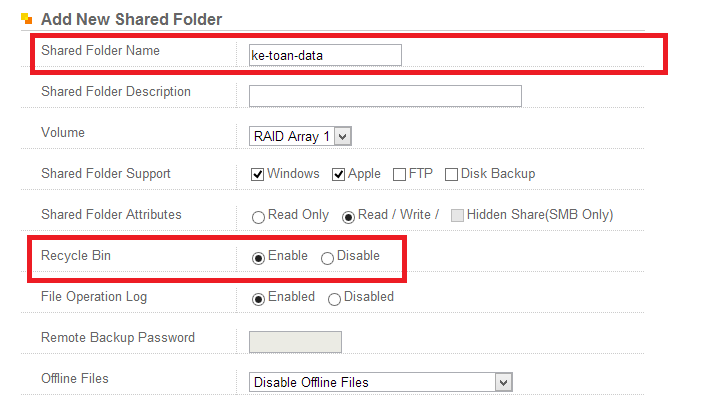 Add New Shared Folder
Shared Folder Name ke-toan-data
Shared Folder Description
Volume RAID Array 1
Shared Folder Support Windows Apple FTP Disk Backup
Shared Folder Attributes Read Only Read / Write / Hidden Share(SMB Only)
Recycle Bin Enable Disable
File Operation Log Enabled Disabled
Remote Backup Password
Offline Files Disable Offline Files